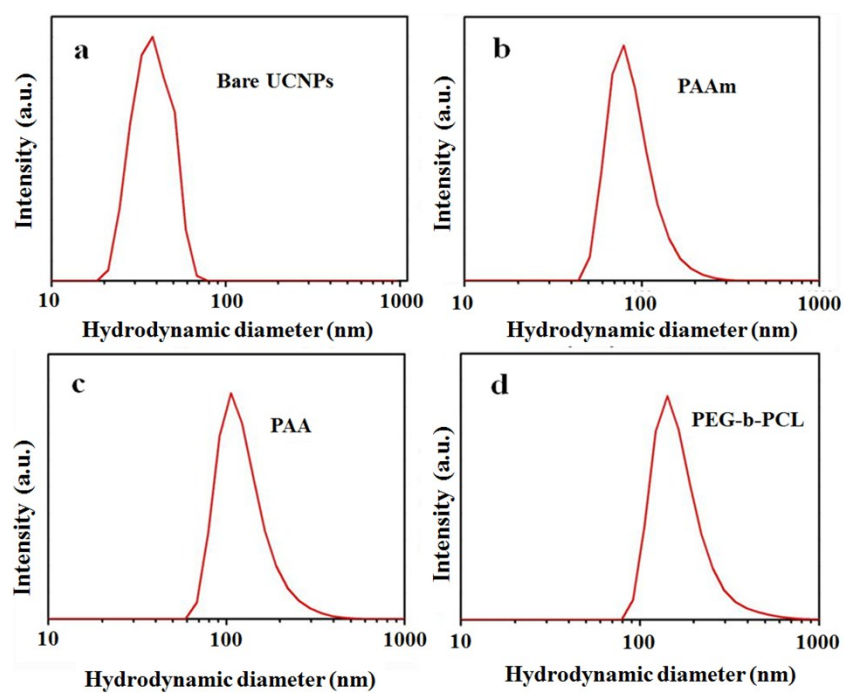 a
Bare UCNPs
Intensity (a.u.)
10 100 1000
Hydrodynamic diameter (nm)
b
PAAm
Intensity (a.u.)
10 100 1000
Hydrodynamic diameter (nm)
c
PAA
Intensity (a.u.)
10 100 1000
Hydrodynamic diameter (nm)
d
PEG-b-PCL
Intensity (a.u.)
10 100 1000
Hydrodynamic diameter (nm)